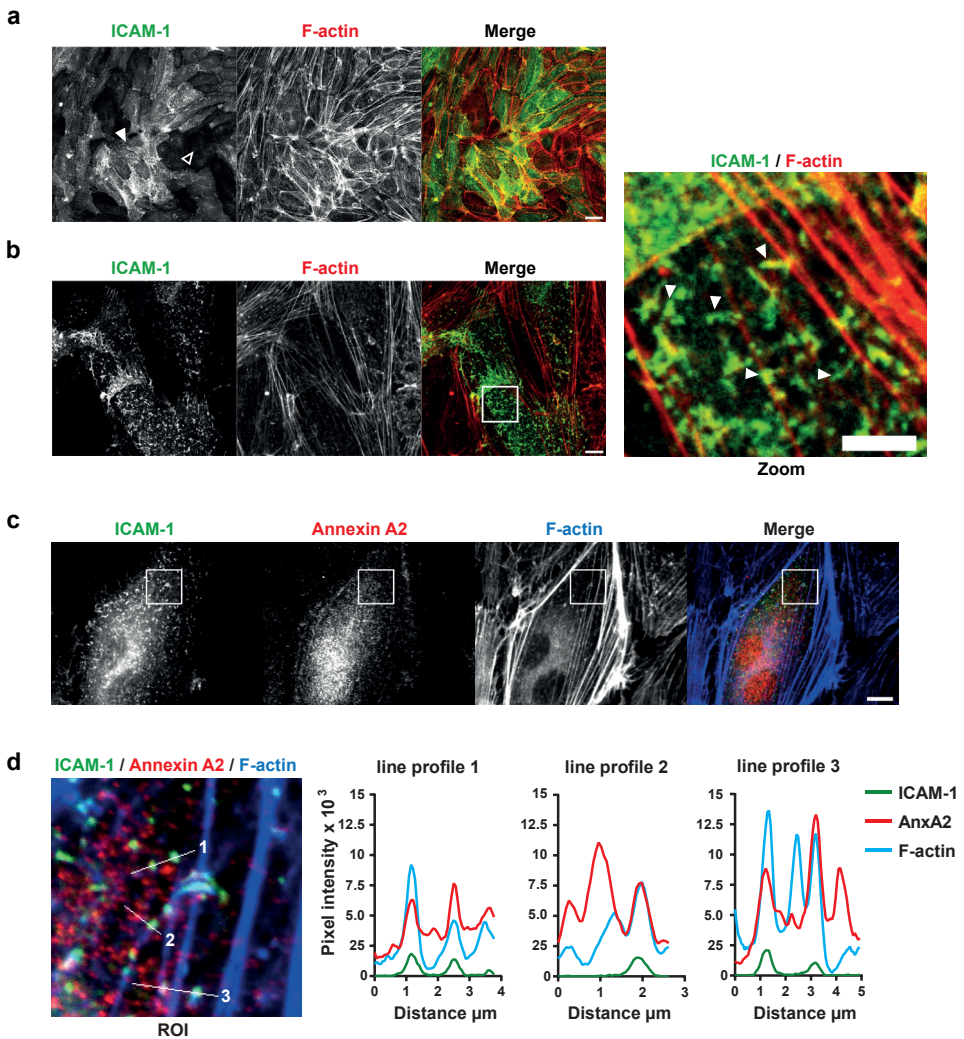 a
ICAM-1 F-actin Merge
ICAM-1 / F-actin
b
ICAM-1 F-actin Merge
Zoom
c
ICAM-1 Annexin A2 F-actin Merge
d
ICAM-1 / Annexin A2 / F-actin
1
2
3
ROI
line profile 1 line profile 2 line profile 3
Pixel intensity x 10 3
15 15 15
12.5 12.5 12.5
10 10 10
7.5 7.5 7.5
5.0 5.0 5.0
25 25 25
0 0 0
0 1 2 3 4 0 1 2 3 0 1 2 3 4 5
Distance µm Distance µm Distance µm
ICAM-1
AnxA2
F-actin